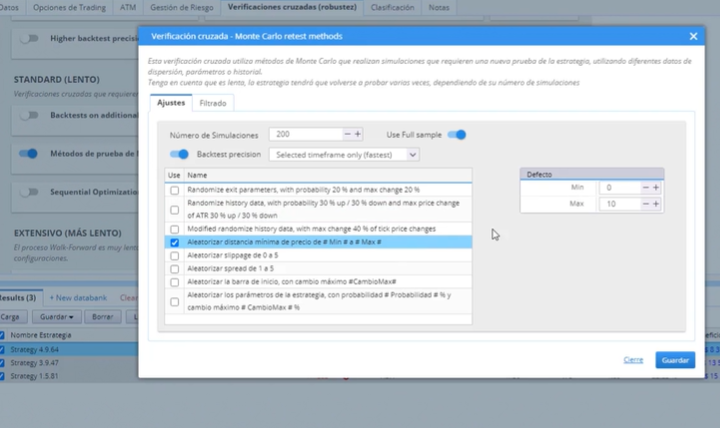 Datos Opciones de Trading ATM Gestión de Riesgo Verificaciones cruzadas (robustez) Clasificación Notas
Higher backtest precisi
STANDARD (LENTO)
Verificaciones cruzadas que requieren
Backtests on additional
Métodos de prueba de
Sequential Optimizatio
EXTENSIVO (MÁS LENTO)
El proceso Walk-Forward es muy lent
configuraciones.
Verificación cruzada - Monte Carlo retest methods
Esta verificación cruzada utiliza métodos de Monte Carlo que realizan simulaciones que requieren una nueva prueba de la estrategia, utilizando diferentes datos de
dispersión, parámetros o historial.
Tenga en cuenta que es lenta, la estrategia tendrá que volverse a probar varias veces, dependiendo de su número de simulaciones
Ajustes Filtrado
Número de Simulaciones 200 - + Use Full sample
Backtest precision Selected timeframe only (fastest)
Use Name
Randomize exit parameters, with probability 20 % and max change 20 %
Randomize history data, with probability 30 % up / 30 % down and max price change
of ATR 30 % up / 30 % down
Modified randomize history data, with max change 40 % of tick price changes
Aleatorizar distancia mínima de precio de # Min # a # Max #
Aleatorizar slippage de 0 a 5
Aleatorizar spread de 1 a 5
Aleatorizar la barra de inicio, con cambio máximo #CambioMax#
Aleatorizar los parámetros de la estrategia, con probabilidad # Probabilidad # % y
cambio máximo # CambioMax # %
Defecto
Min 0 - +
Max 10 - +
Cierre Guardar
Results (3) + New databank Clear
Carga Guardar Borrar
Nombre Estrategia
Strategy 4.9.64
Strategy 3.9.47
Strategy 1.5.81